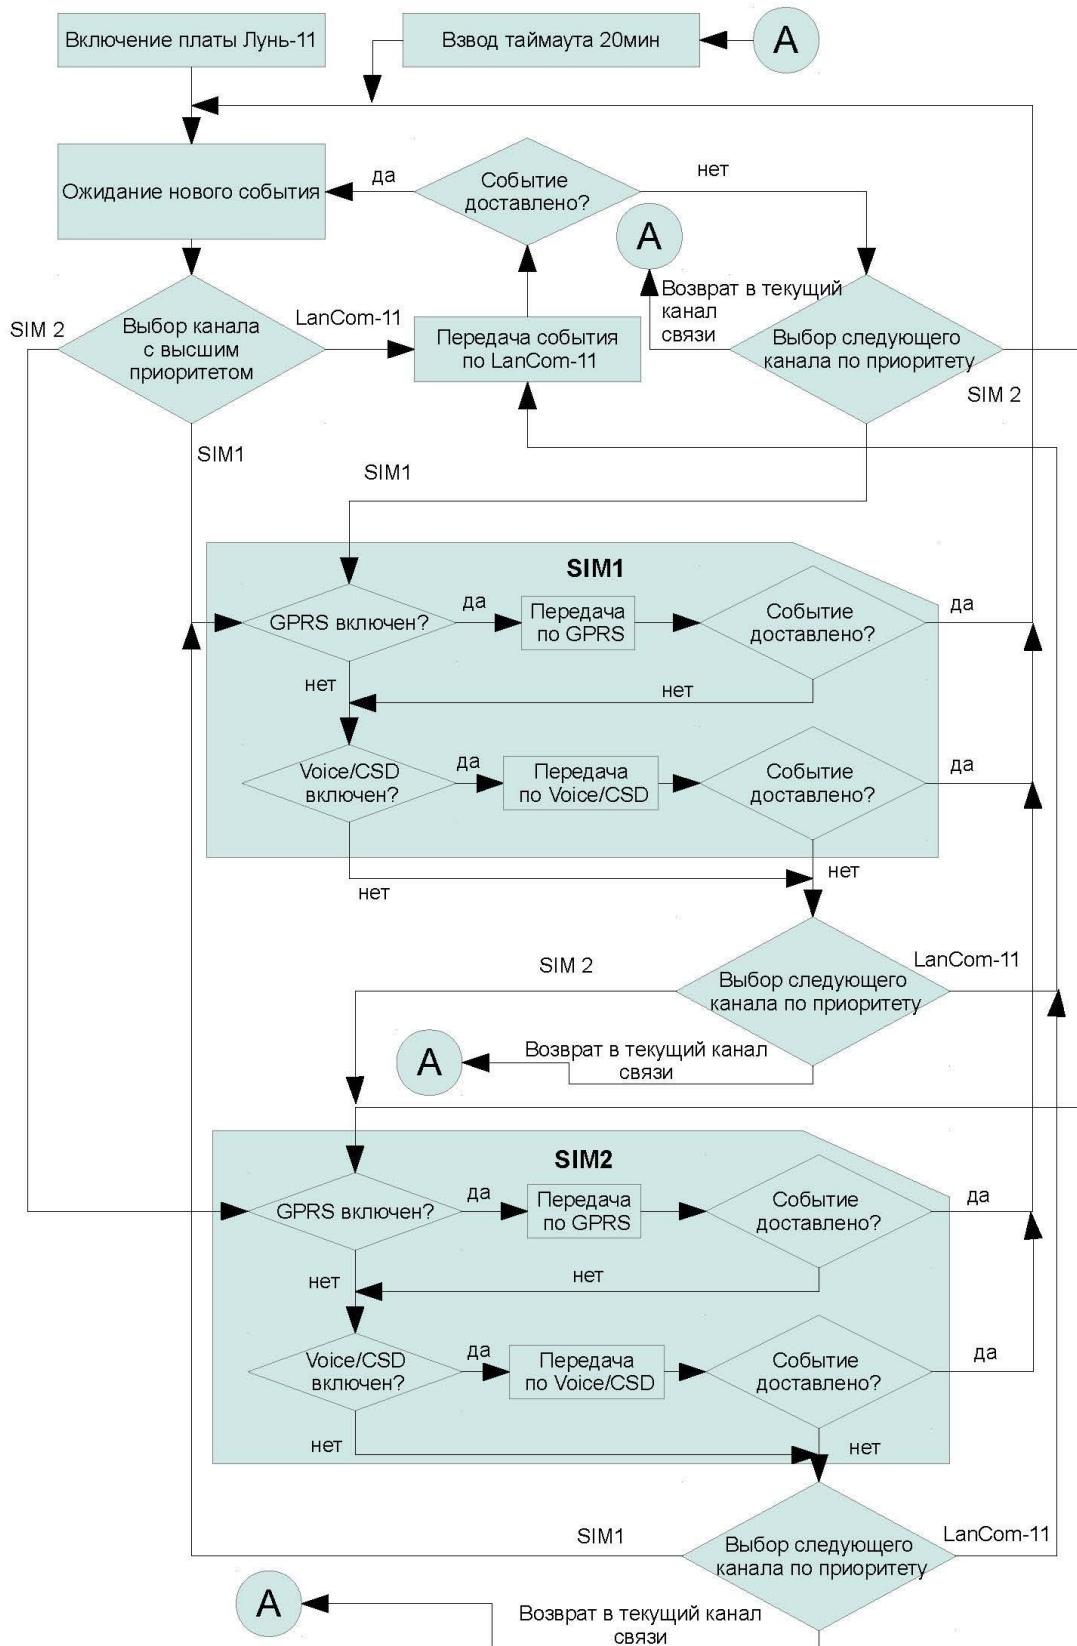 Включение платы Лунь-11
Взвод таймаута 20мин
А
Ожидание нового события
да
Событие
доставлено?
нет
А
SIM 2
Выбор канала
с высшим
приоритетом
LanCom-11
Передача события
по LanCom-11
Возврат в текущий
канал
связи
Выбор следующего
канала по приоритету
SIM 2
SIM1
SIM1
SIM1
GPRS включен?
да
Передача
по GPRS
Событие
доставлено?
да
нет
нет
Voice/CSD
включен?
да
Передача
по Voice/CSD
Событие
доставлено?
да
нет
нет
SIM 2
Выбор следующего
канала по приоритету
LanCom-11
А
Возврат в текущий канал
связи
SIM2
GPRS включен?
да
Передача
по GPRS
Событие
доставлено?
да
нет
нет
Voice/CSD
включен?
да
Передача
по Voice/CSD
Событие
доставлено?
да
нет
нет
SIM1
Выбор следующего
канала по приоритету
LanCom-11
А
Возврат в текущий канал
связи